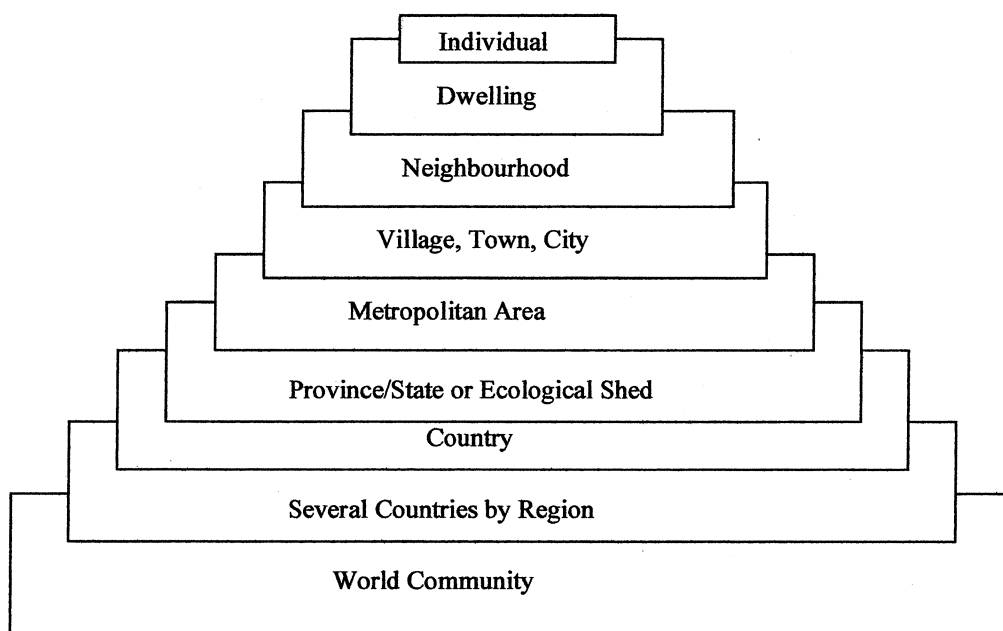 Individual
Dwelling
Neighbourhood
Village, Town, City
Metropolitan Area
Province/State or Ecological Shed
Country
Several Countries by Region
World Community